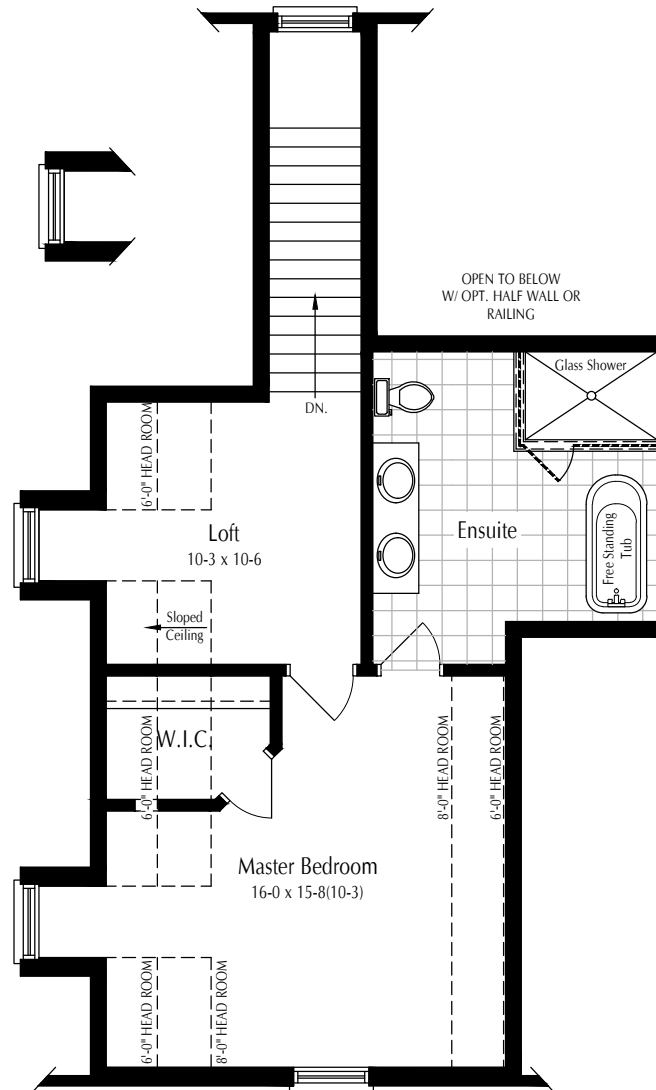 OPEN TO BELOW
W/ OPT. HALF WALL OR
RAILING
Glass Shower
DN.
6'-0" HEAD ROOM
Loft
10-3 x 10-6
Ensuite
Free Standing
Tub
Sloped
Ceiling
W.I.C.
6'-0" HEAD ROOM
8'-0" HEAD ROOM
6'-0" HEAD ROOM
Master Bedroom
16-0 x 15-8(10-3)
6'-0" HEAD ROOM
8'-0" HEAD ROOM